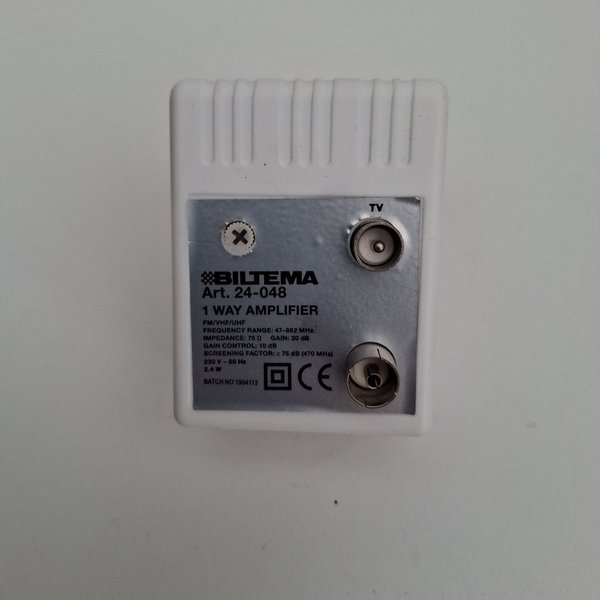 TV
BILTEMA
Art. 24-048
1 WAY AMPLIFIER
FM/VHF/UHF
FREQUENCY RANGE: 47-862 MHz
IMPEDANCE: 75 Ω GAIN: 20 dB
GAIN CONTROL: 10 dB
SCREENING FACTOR: ≥ 75 dB (470 MHz)
230 V ~ 50 Hz
2.4 W
BATCH NO 1904113
CE